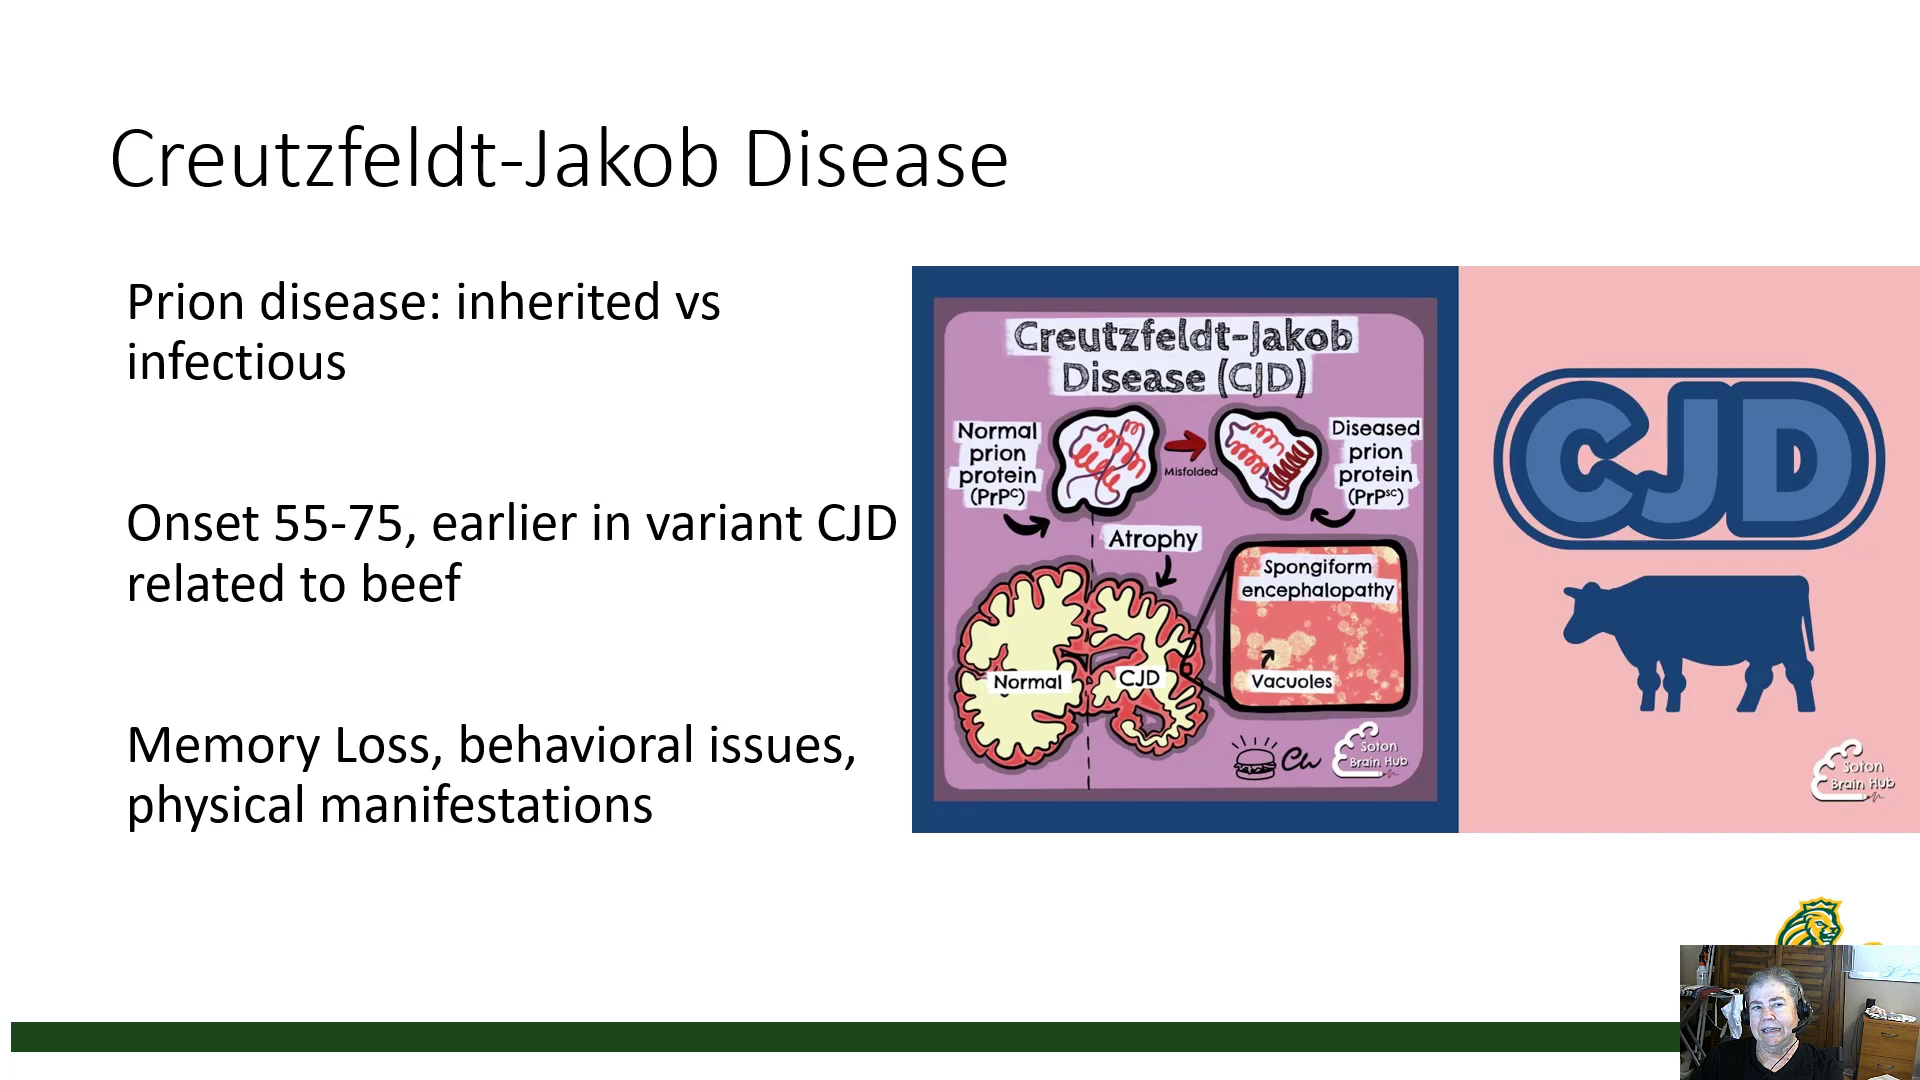 Creutzfeldt-Jakob Disease
Prion disease: inherited vs
infectious
Onset 55-75, earlier in variant CJD
related to beef
Memory Loss, behavioral issues,
physical manifestations
Creutzfeldt-Jakob
Disease (CJD)
Normal
prion
protein
(PrPᶜ)
Misfolded
Diseased
prion
protein
(PrPˢᶜ)
Atrophy
Spongiform
encephalopathy
Vacuoles
Normal
CJD
Cw
Soton
Brain Hub
CJD
Soton
Brain Hub